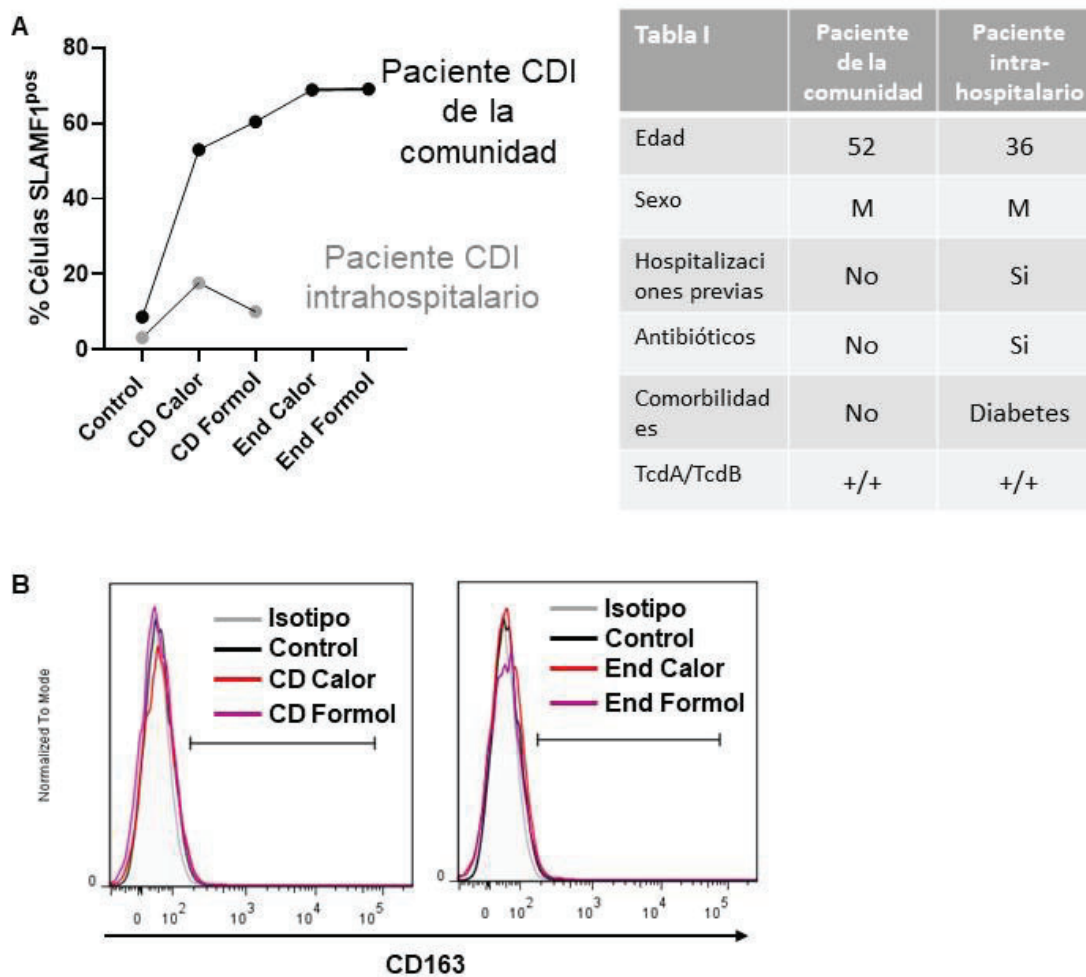 A
80
60
40
20
0
% Células SLAMF1pos
Paciente CDI
de la
comunidad
Paciente CDI
intrahospitalario
Control
CD Calor
CD Formol
End Calor
End Formol
Tabla I
Paciente
de la
comunidad
Paciente
intra-
hospitalario
Edad 52 36
Sexo M M
Hospitalizaci
ones previas No Si
Antibióticos No Si
Comorbilidad
es No Diabetes
TcdA/TcdB +/+ +/+
B
Normalized To Mode
Isotipo
Control
CD Calor
CD Formol
0
0 10² 10³ 10⁴ 10⁵
Isotipo
Control
End Calor
End Formol
0
0 10² 10³ 10⁴ 10⁵
CD163